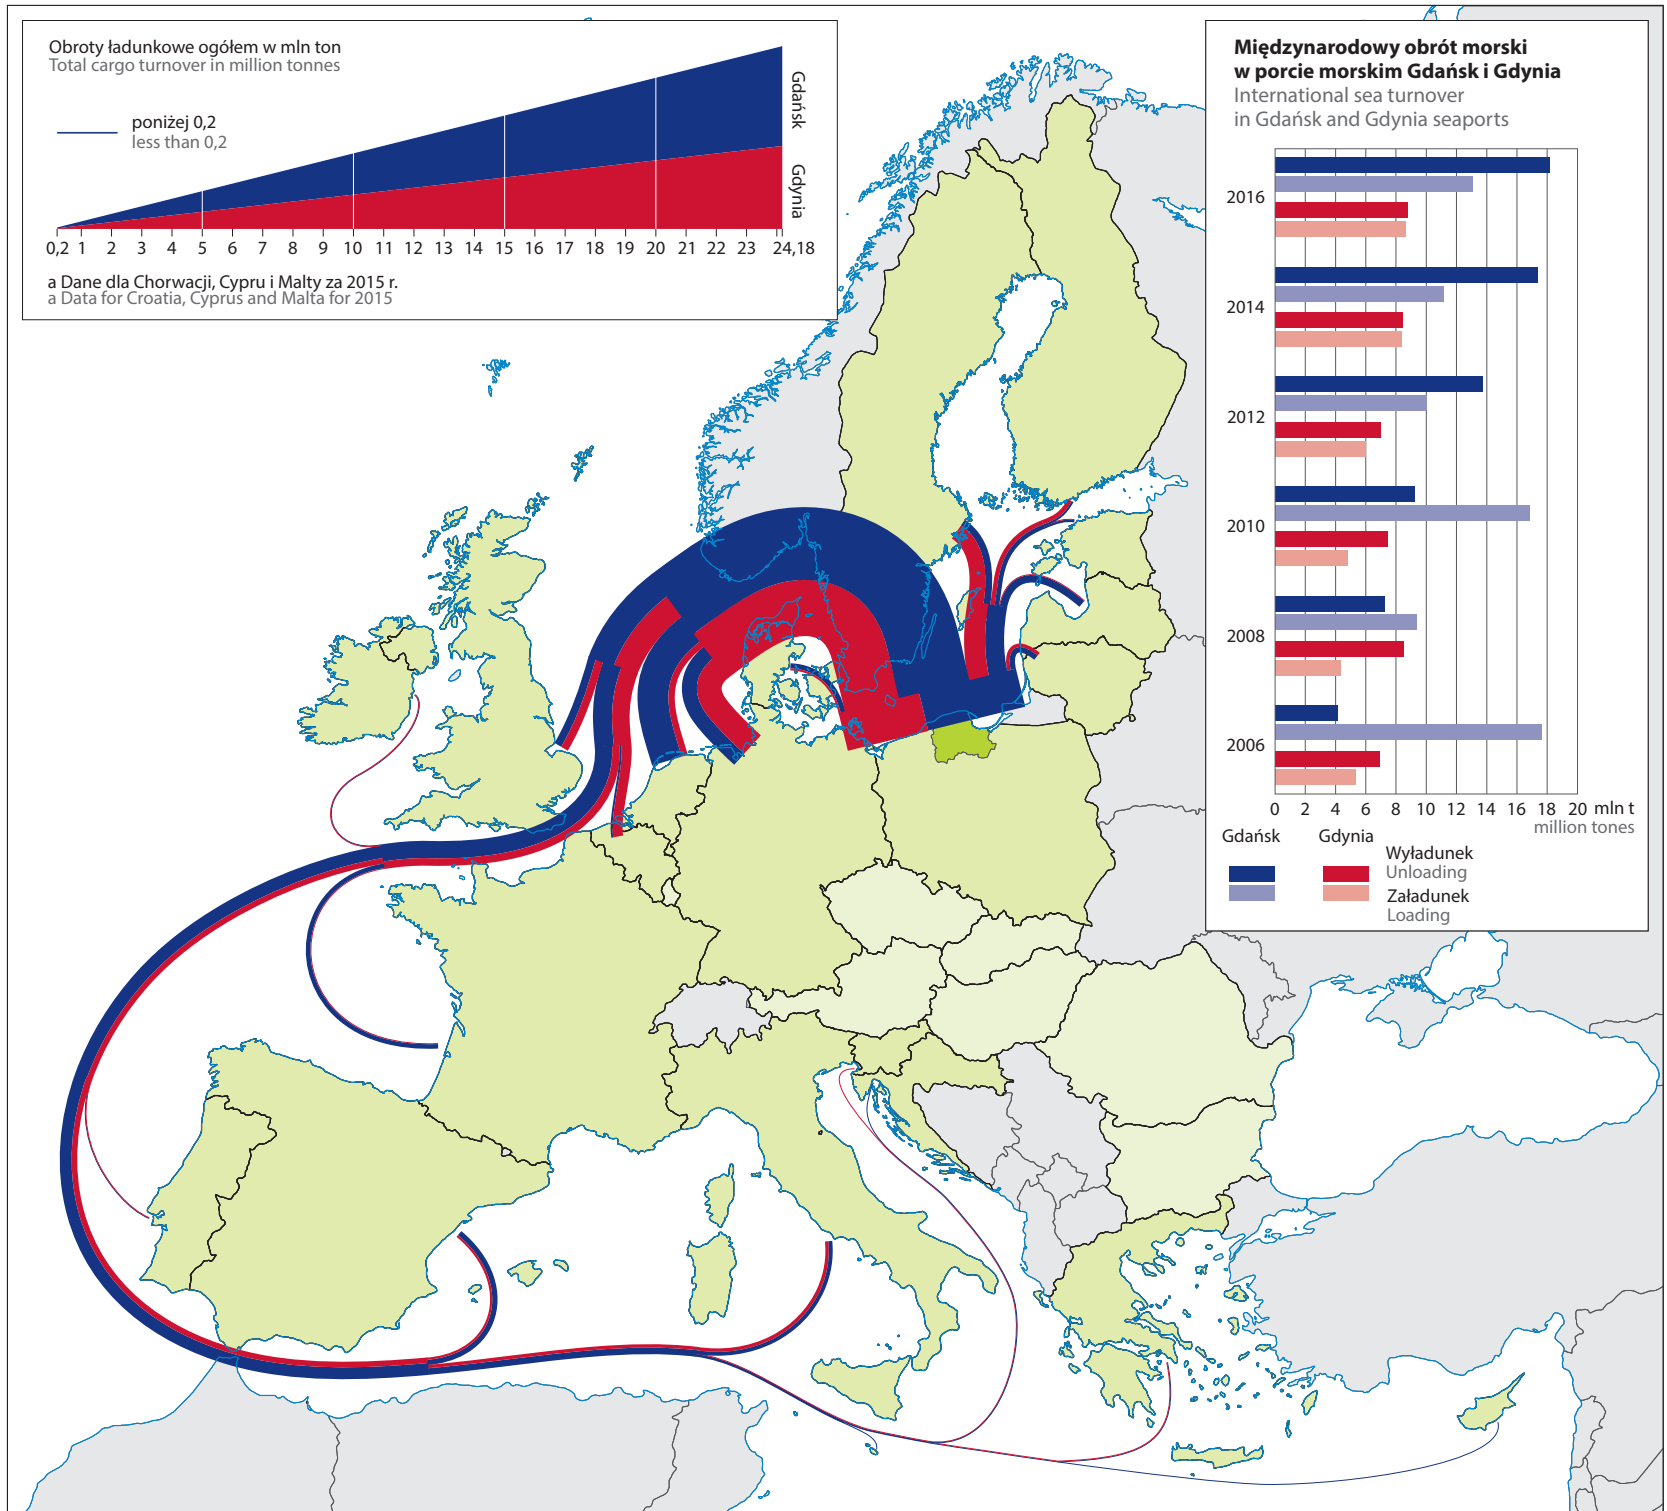 Obroty ładunkowe ogółem w mln ton
Total cargo turnover in million tonnes
poniżej 0,2
less than 0,2
Gdańsk
Gdynia
0,2 1 2 3 4 5 6 7 8 9 10 11 12 13 14 15 16 17 18 19 20 21 22 23 24,18
a Dane dla Chorwacji, Cypru i Malty za 2015 r.
a Data for Croatia, Cyprus and Malta for 2015
Międzynarodowy obrót morski
w porcie morskim Gdańsk i Gdynia
International sea turnover
in Gdańsk and Gdynia seaports
2016
2014
2012
2010
2008
2006
0 2 4 6 8 10 12 14 16 18 20 mln t
million tones
Gdańsk Gdynia
Wyładunek
Unloading
Załadunek
Loading